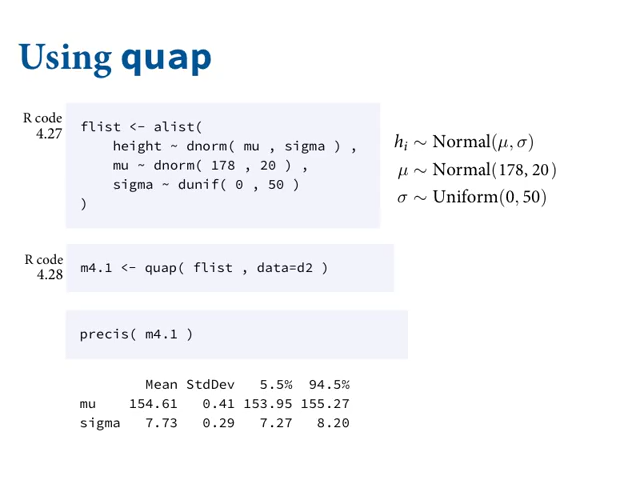 Using quap
R code
4.27
flist <- alist(
    height ~ dnorm( mu , sigma ) ,
    mu ~ dnorm( 178 , 20 ) ,
    sigma ~ dunif( 0 , 50 )
)
hᵢ ∼ Normal(μ, σ)
μ ∼ Normal(178, 20)
σ ∼ Uniform(0, 50)
R code
4.28
m4.1 <- quap( flist , data=d2 )
precis( m4.1 )
        Mean StdDev   5.5%  94.5%
mu    154.61   0.41 153.95 155.27
sigma   7.73   0.29   7.27   8.20